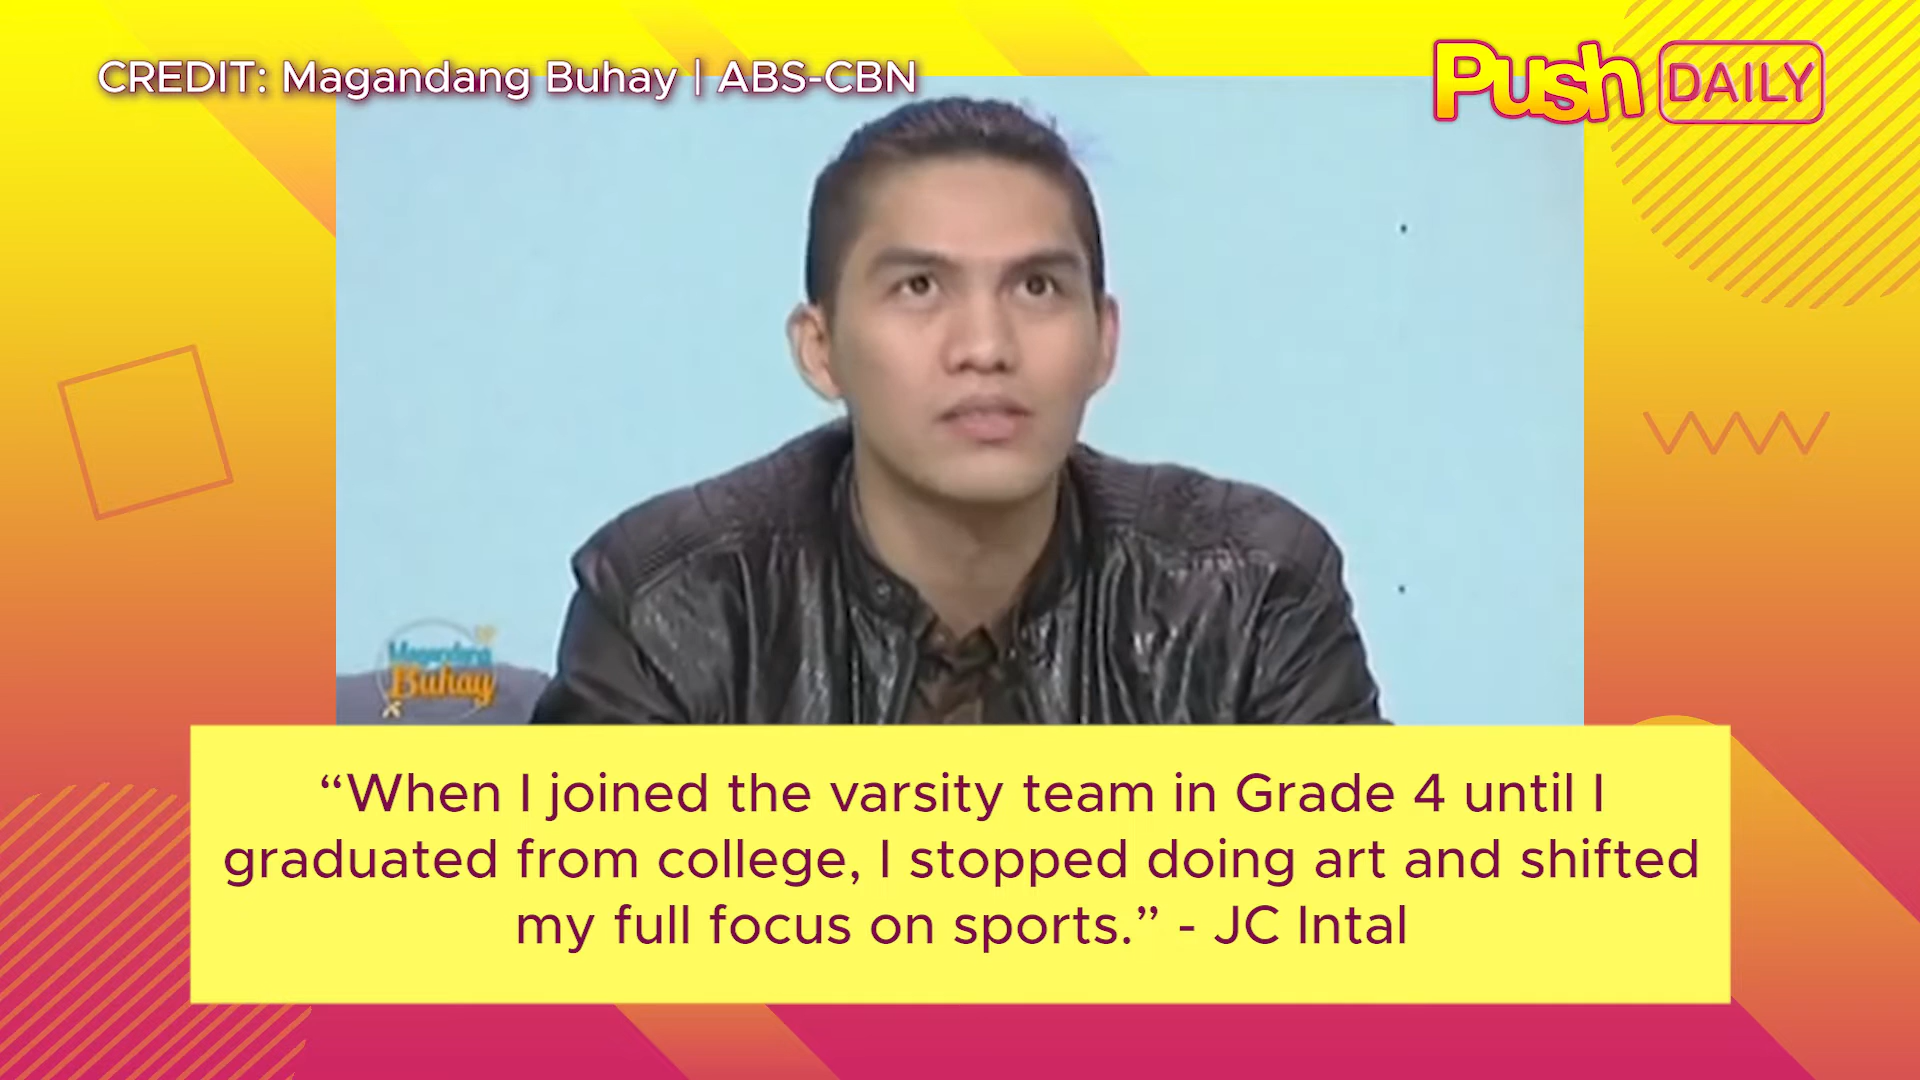 CREDIT: Magandang Buhay | ABS-CBN
Push DAILY
Magandang
Buhay
“When I joined the varsity team in Grade 4 until I
graduated from college, I stopped doing art and shifted
my full focus on sports.” - JC Intal